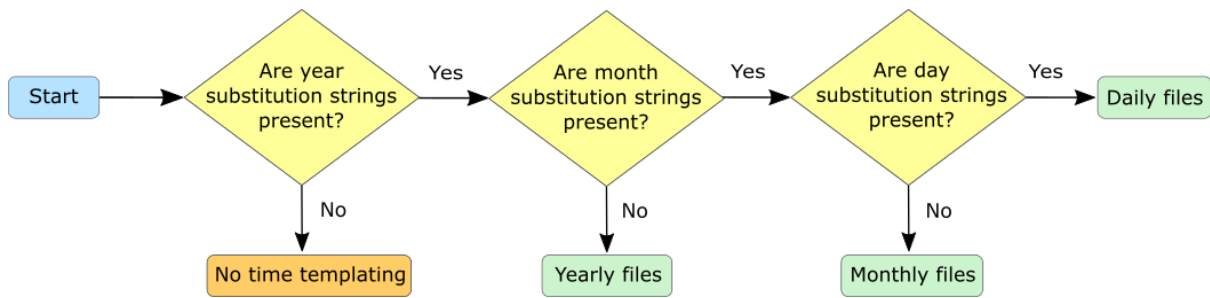 Start
Are year
substitution strings
present?
Yes
No
No time templating
Are month
substitution strings
present?
Yes
No
Yearly files
Are day
substitution strings
present?
Yes
No
Monthly files
Daily files